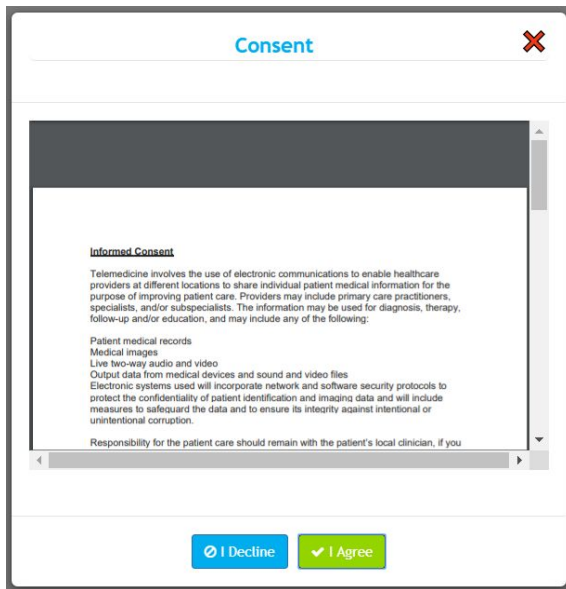 Consent
Informed Consent
Telemedicine involves the use of electronic communications to enable healthcare
providers at different locations to share individual patient medical information for the
purpose of improving patient care. Providers may include primary care practitioners,
specialists, and/or subspecialists. The information may be used for diagnosis, therapy,
follow-up and/or education, and may include any of the following:
Patient medical records
Medical images
Live two-way audio and video
Output data from medical devices and sound and video files
Electronic systems used will incorporate network and software security protocols to
protect the confidentiality of patient identification and imaging data and will include
measures to safeguard the data and to ensure its integrity against intentional or
unintentional corruption.
Responsibility for the patient care should remain with the patient's local clinician, if you
I Decline
I Agree